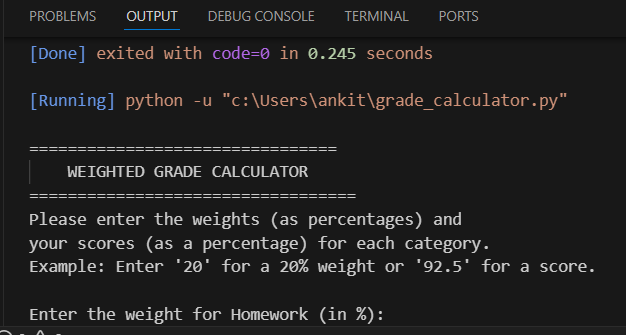 PROBLEMS OUTPUT DEBUG CONSOLE TERMINAL PORTS
[Done] exited with code=0 in 0.245 seconds
[Running] python -u "c:\Users\ankit\grade_calculator.py"
================================
WEIGHTED GRADE CALCULATOR
==================================
Please enter the weights (as percentages) and
your scores (as a percentage) for each category.
Example: Enter '20' for a 20% weight or '92.5' for a score.
Enter the weight for Homework (in %):